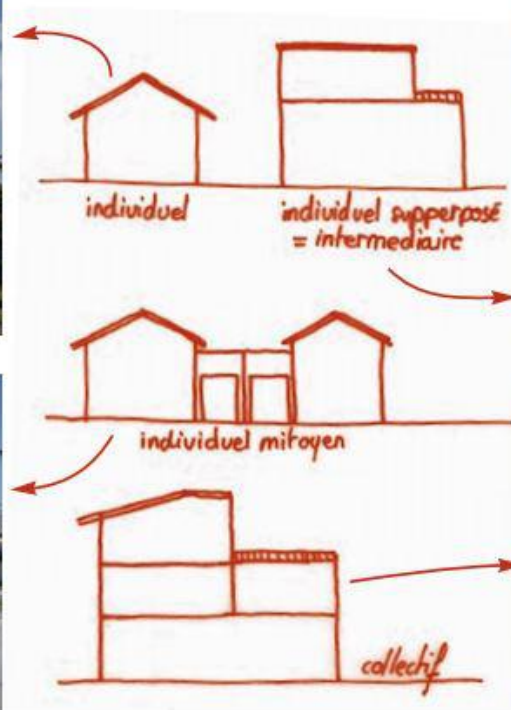 individuel
individuel supperposé
= intermediaire
individuel mitoyen
collectif